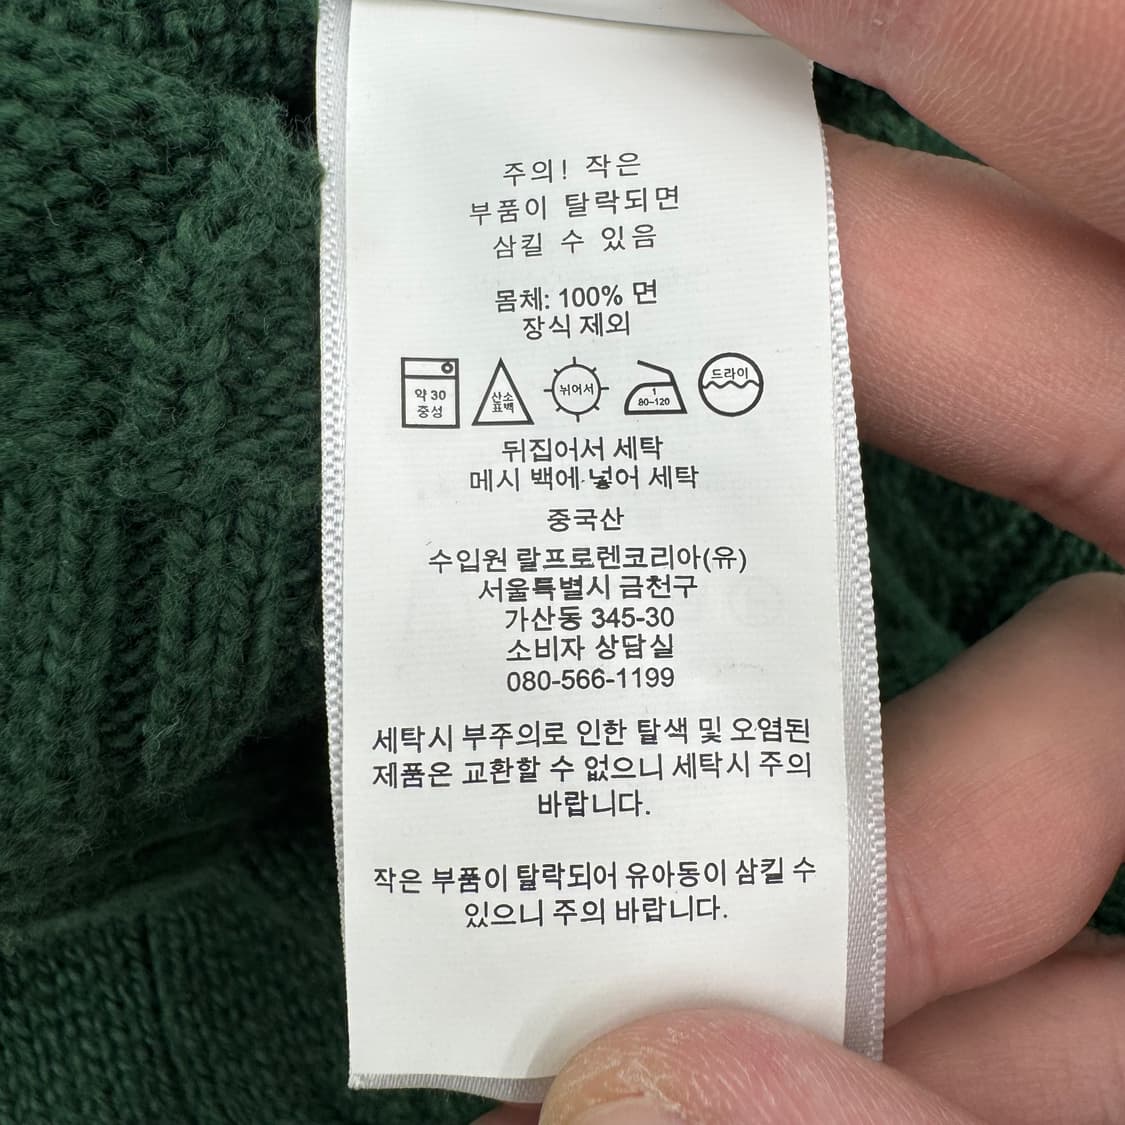 주의! 작은
부품이 탈락되면
삼킬 수 있음
몸체: 100% 면
장식 제외
약 30
중성
산소
표백
뉘어서
1
80~120
드라이
뒤집어서 세탁
메시 백에 넣어 세탁
중국산
수입원 랄프로렌코리아(유)
서울특별시 금천구
가산동 345-30
소비자 상담실
080-566-1199
세탁시 부주의로 인한 탈색 및 오염된
제품은 교환할 수 없으니 세탁시 주의
바랍니다.
작은 부품이 탈락되어 유아동이 삼킬 수
있으니 주의 바랍니다.